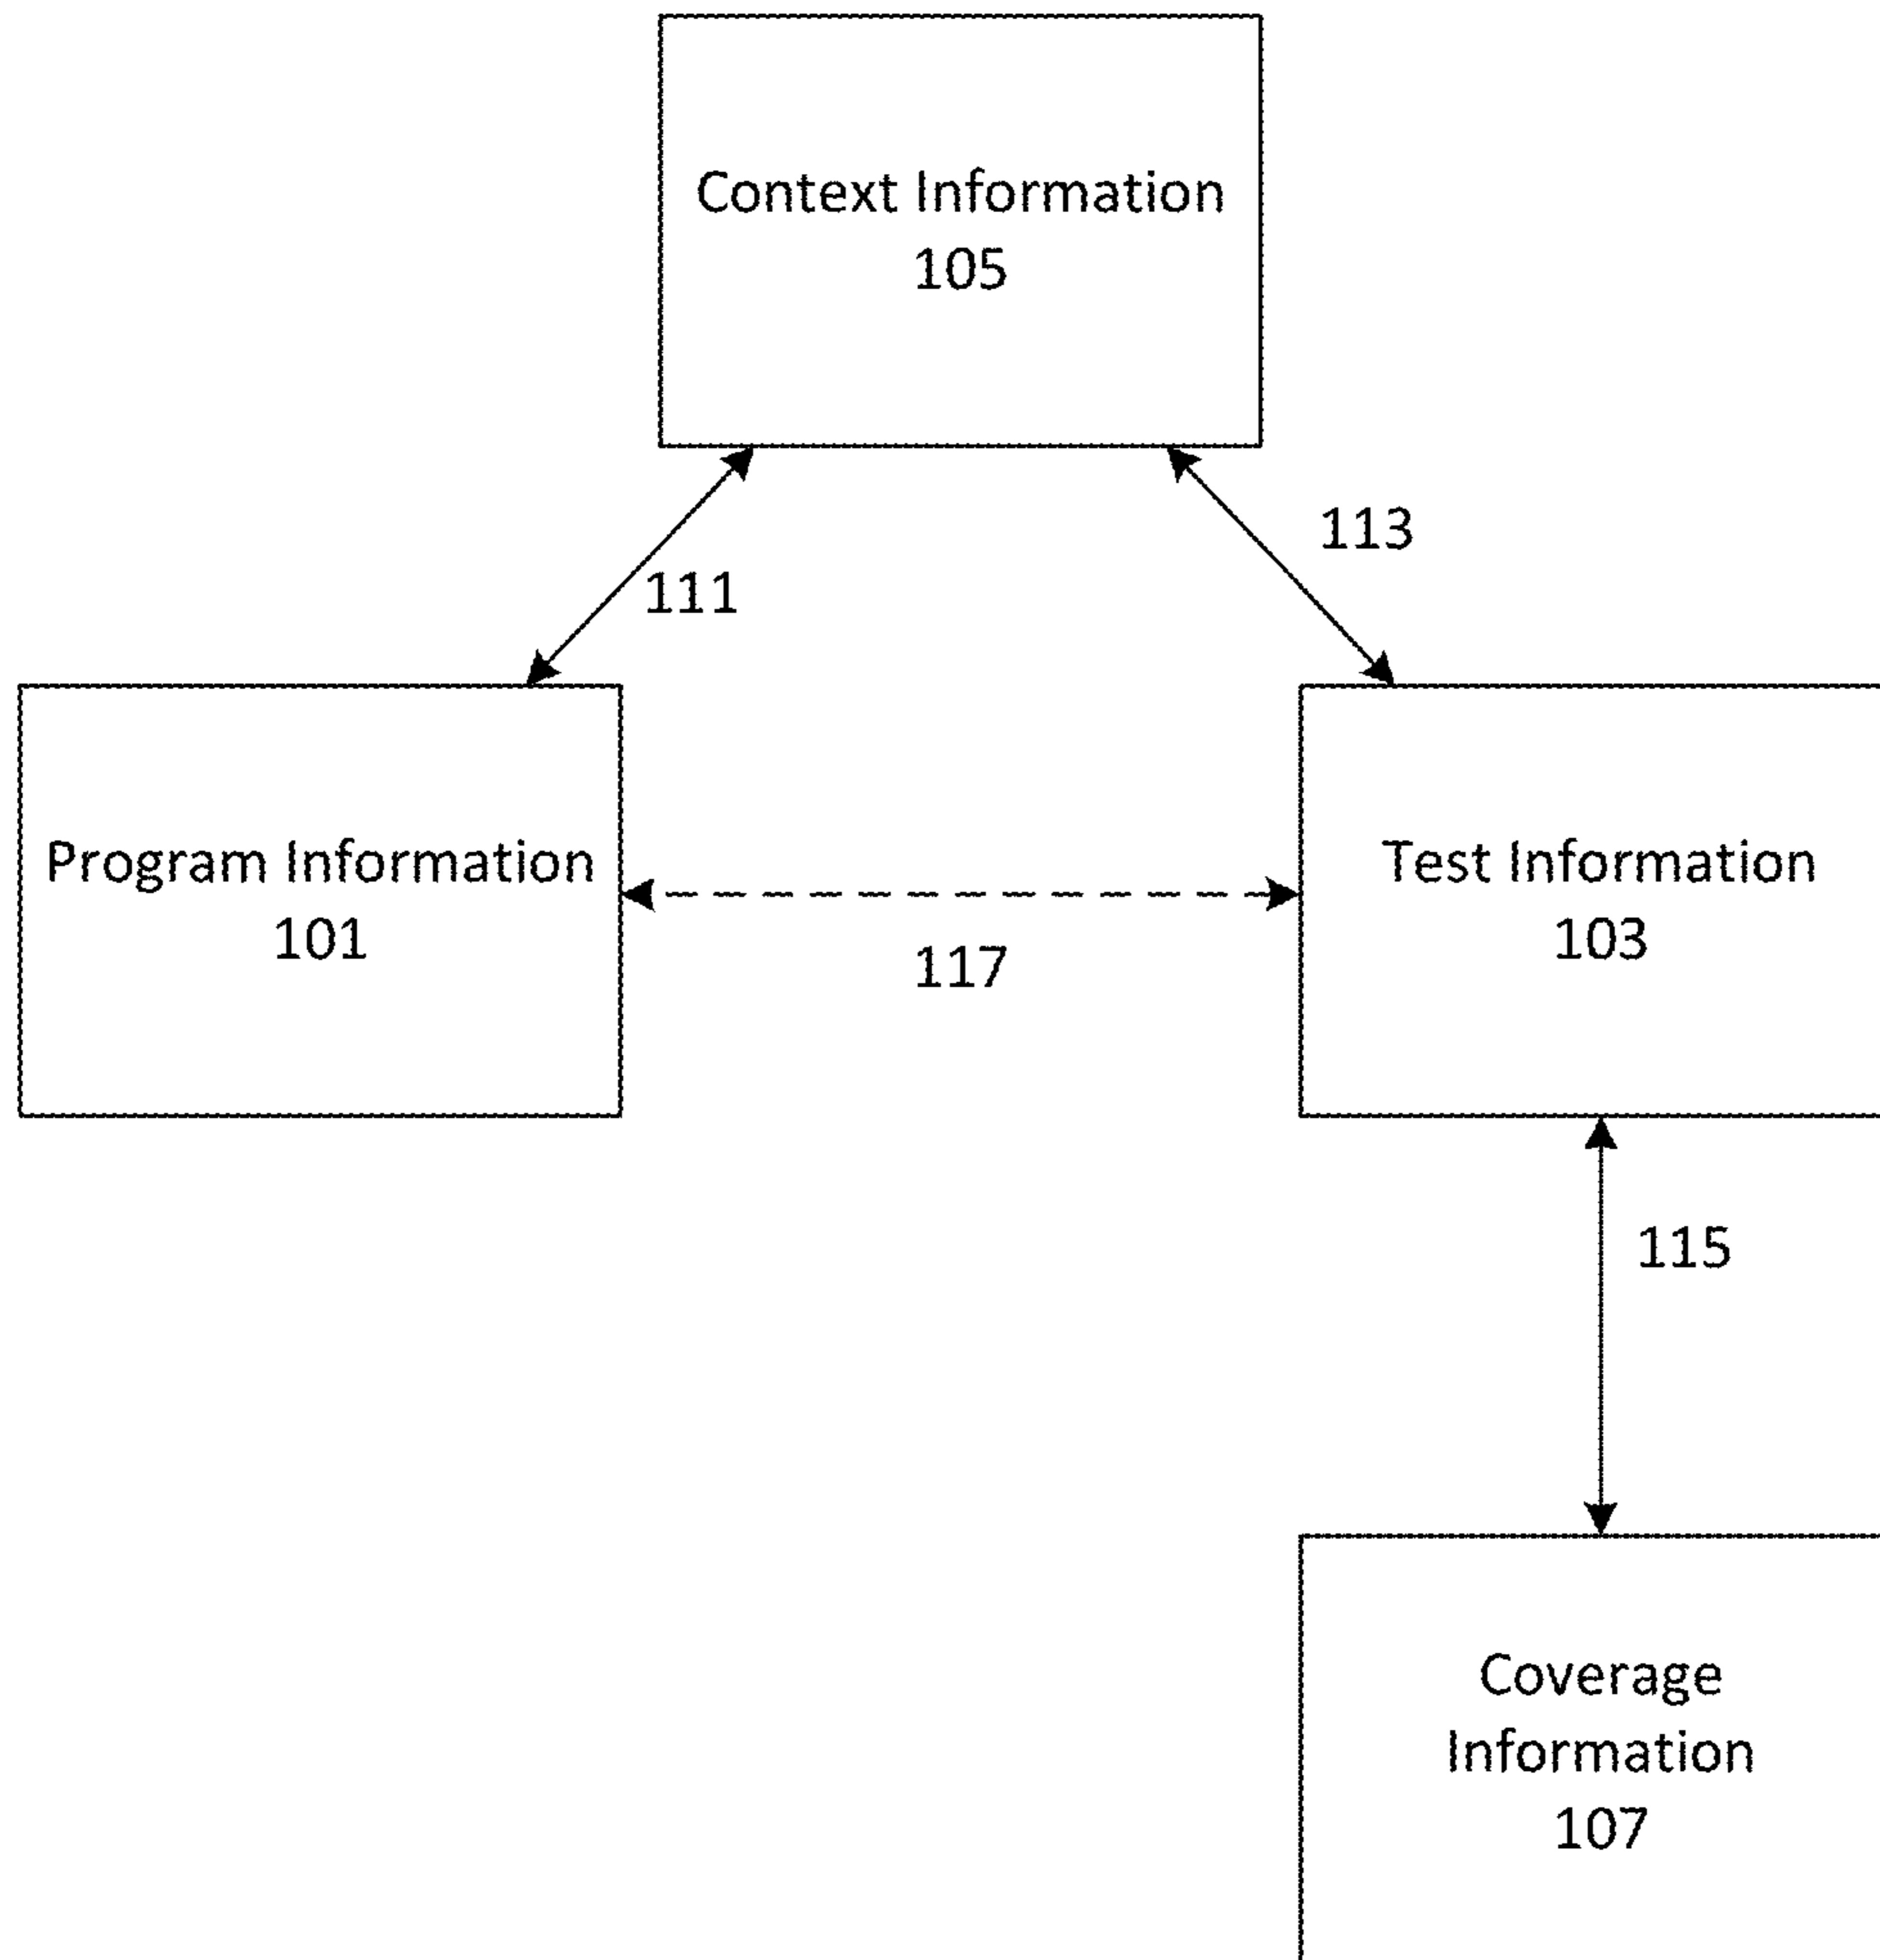 Context Information
105
113
111
Program Information
101
Test Information
103
117
115
Coverage
Information
107